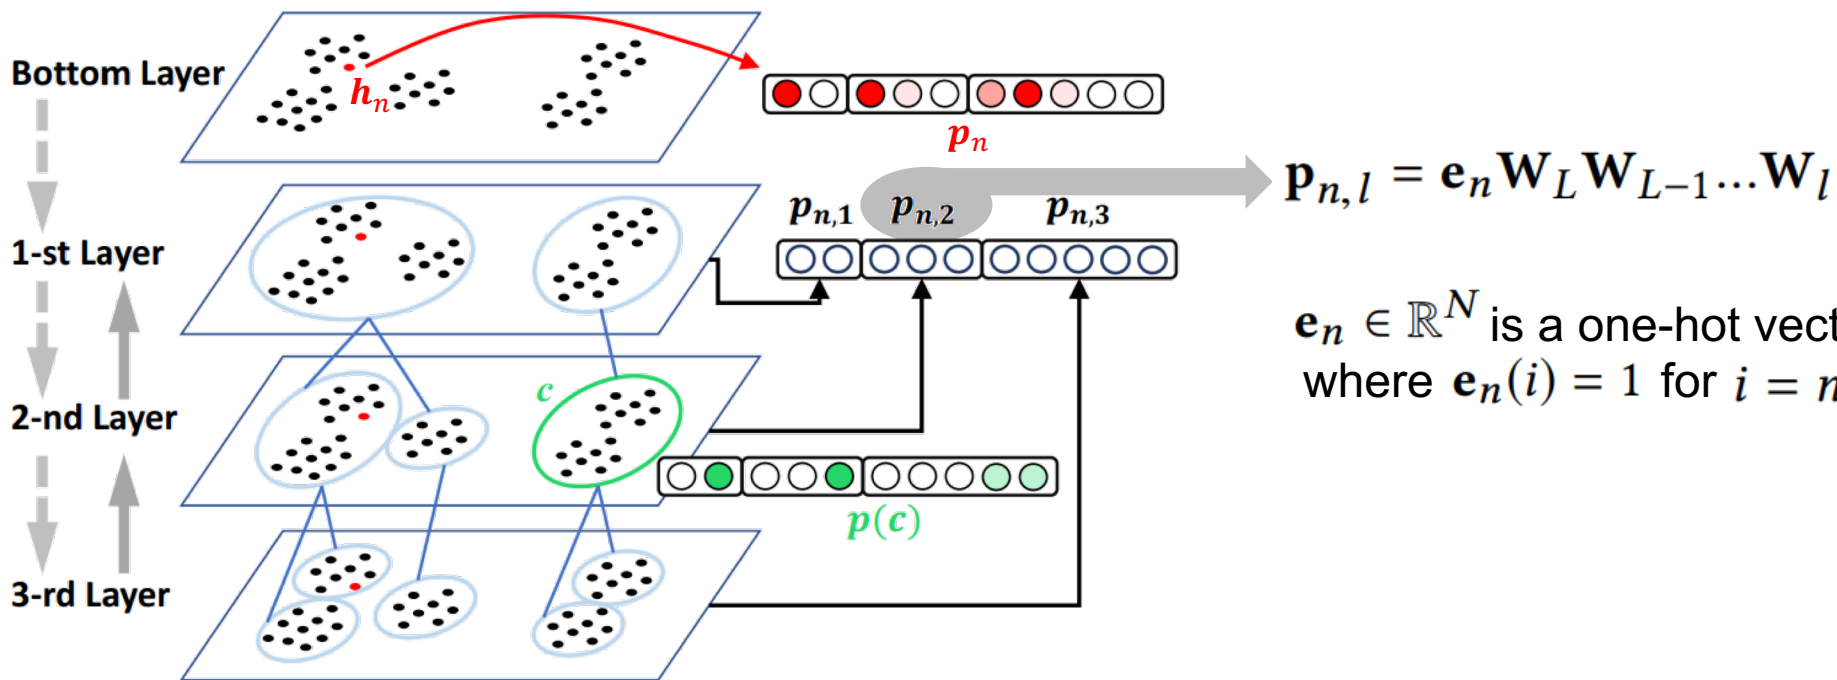 Bottom Layer
h_n
p_n
1-st Layer
p_{n,1} p_{n,2} p_{n,3}
p_{n,l} = e_n W_L W_{L-1}...W_l
e_n ∈ ℝ^N is a one-hot vect
where e_n(i) = 1 for i = n
2-nd Layer
c
p(c)
3-rd Layer